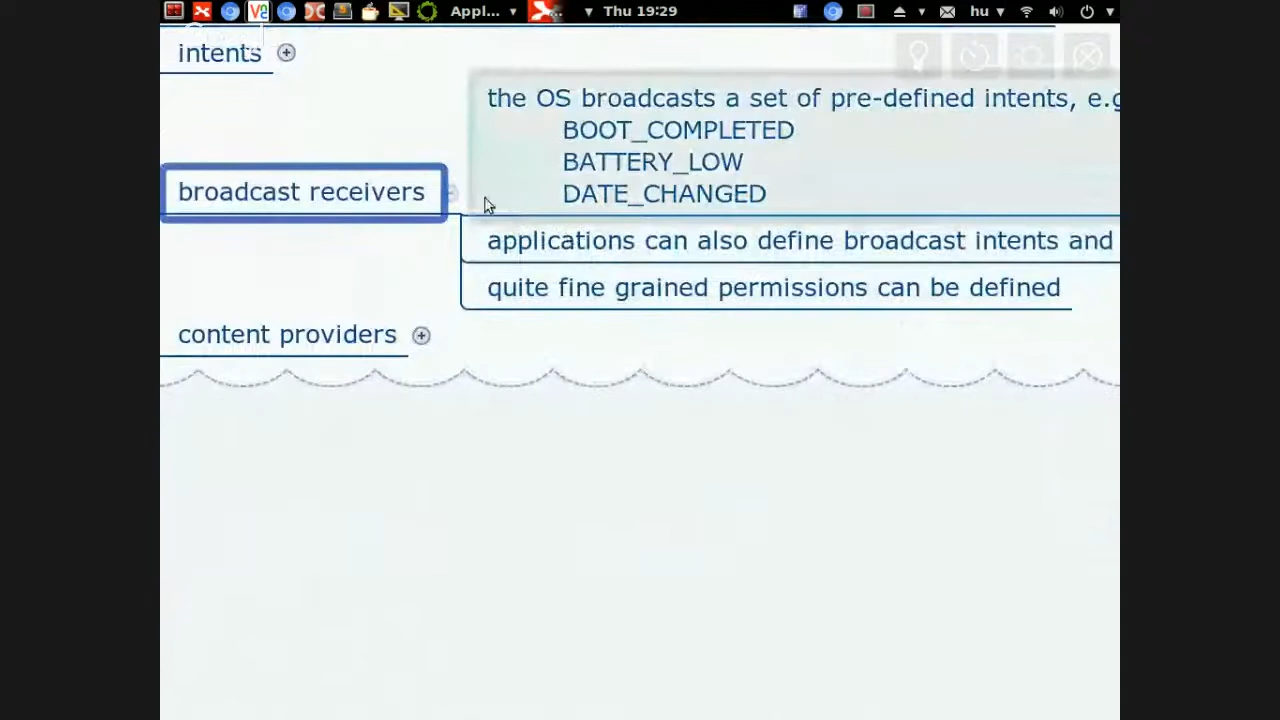 Appl... Thu 19:29 hu
intents
the OS broadcasts a set of pre-defined intents, e.g
BOOT_COMPLETED
BATTERY_LOW
broadcast receivers
DATE_CHANGED
applications can also define broadcast intents and
quite fine grained permissions can be defined
content providers